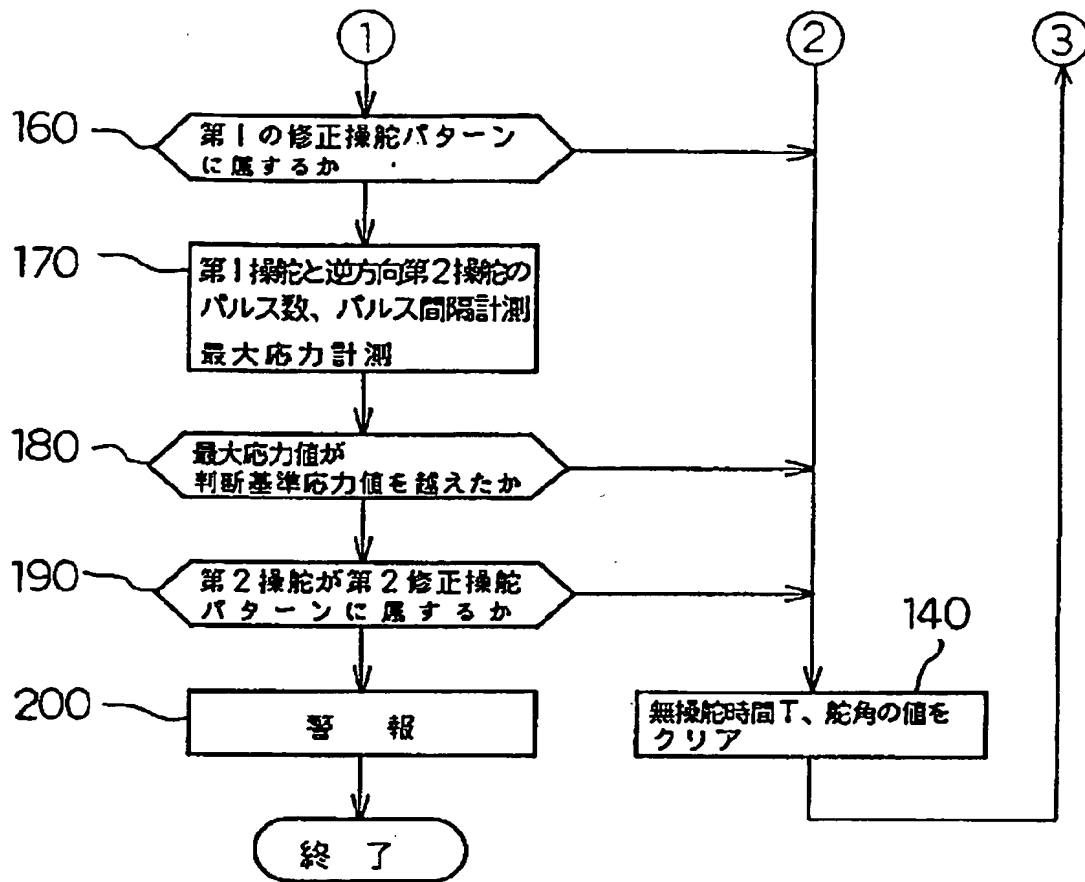 1
2
3
160
第1の修正操舵パターン
に属するか
170
第1操舵と逆方向第2操舵の
パルス数、パルス間隔計測
最大応力計測
180
最大応力値が
判断基準応力値を越えたか
190
第2操舵が第2修正操舵
パターンに属するか
140
200
警報
無操舵時間T、舵角の値を
クリア
終了